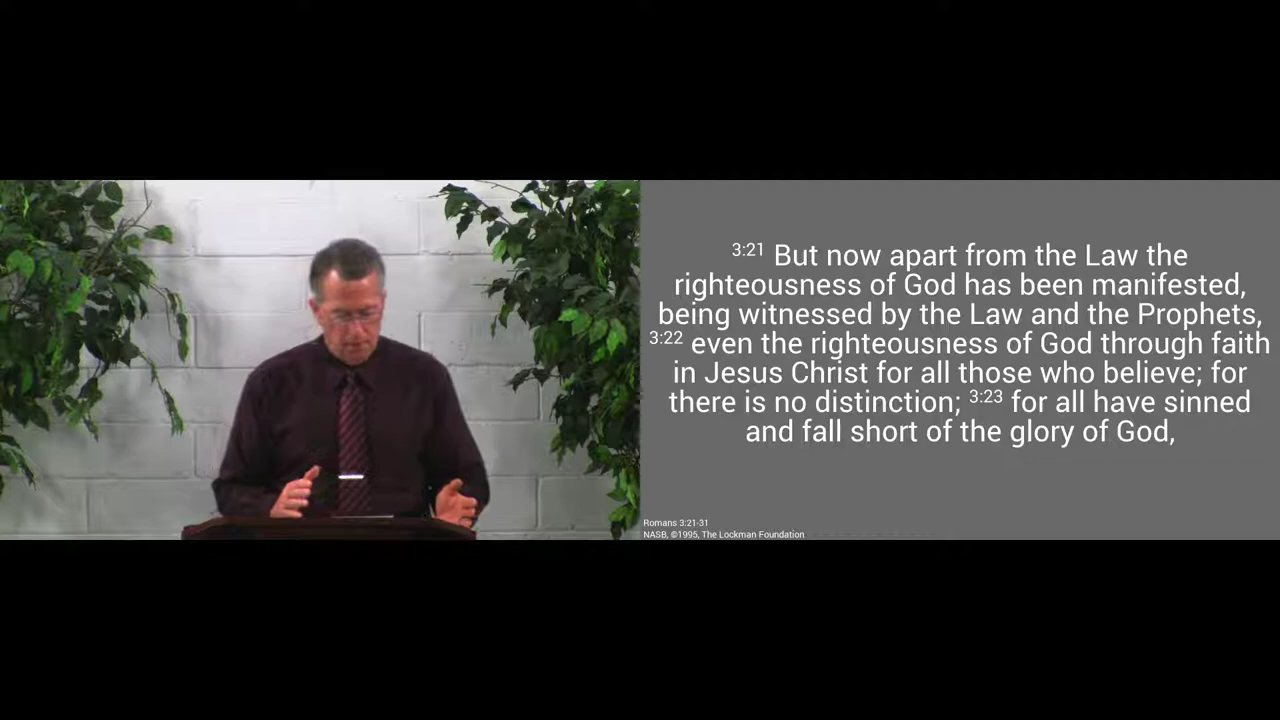 3:21 But now apart from the Law the
righteousness of God has been manifested,
being witnessed by the Law and the Prophets,
3:22 even the righteousness of God through faith
in Jesus Christ for all those who believe; for
there is no distinction; 3:23 for all have sinned
and fall short of the glory of God,
Romans 3:21-31
NASB, ©1995, The Lockman Foundation